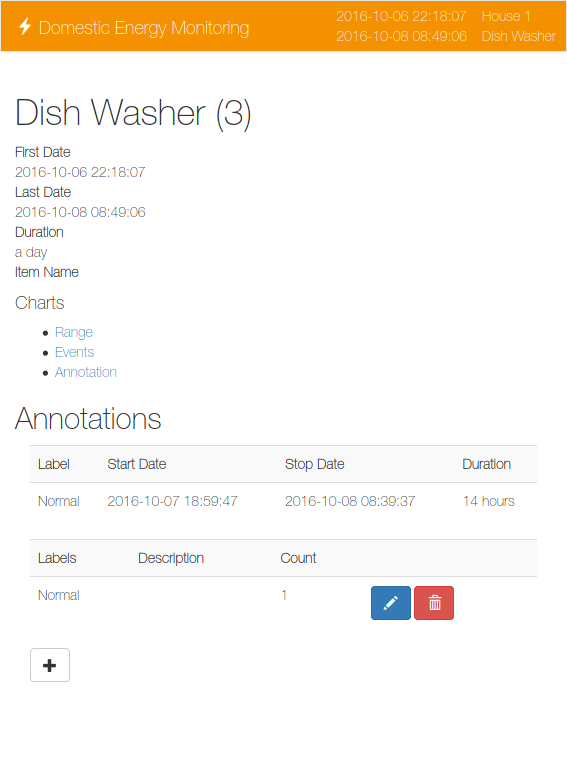 Domestic Energy Monitoring
2016-10-06 22:18:07 House 1
2016-10-08 08:49:06 Dish Washer
Dish Washer (3)
First Date
2016-10-06 22:18:07
Last Date
2016-10-08 08:49:06
Duration
a day
Item Name
Charts
Range
Events
Annotation
Annotations
Label Start Date Stop Date Duration
Normal 2016-10-07 18:59:47 2016-10-08 08:39:37 14 hours
Labels Description Count
Normal 1